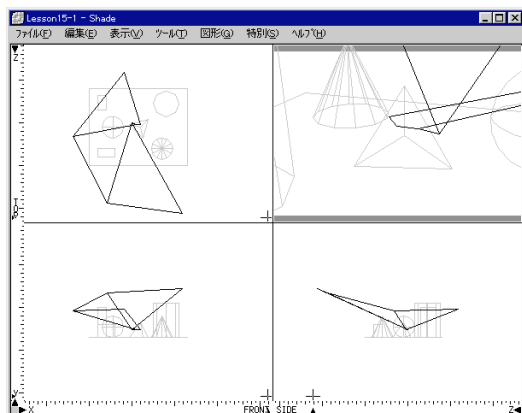 Lesson15-1 - Shade
ﾌｧｲﾙ(F) 編集(E) 表示(V) ﾂｰﾙ(T) 図形(G) 特別(S) ﾍﾙﾌﾟ(H)
Z
TOP
Y
X FRONT SIDE Z